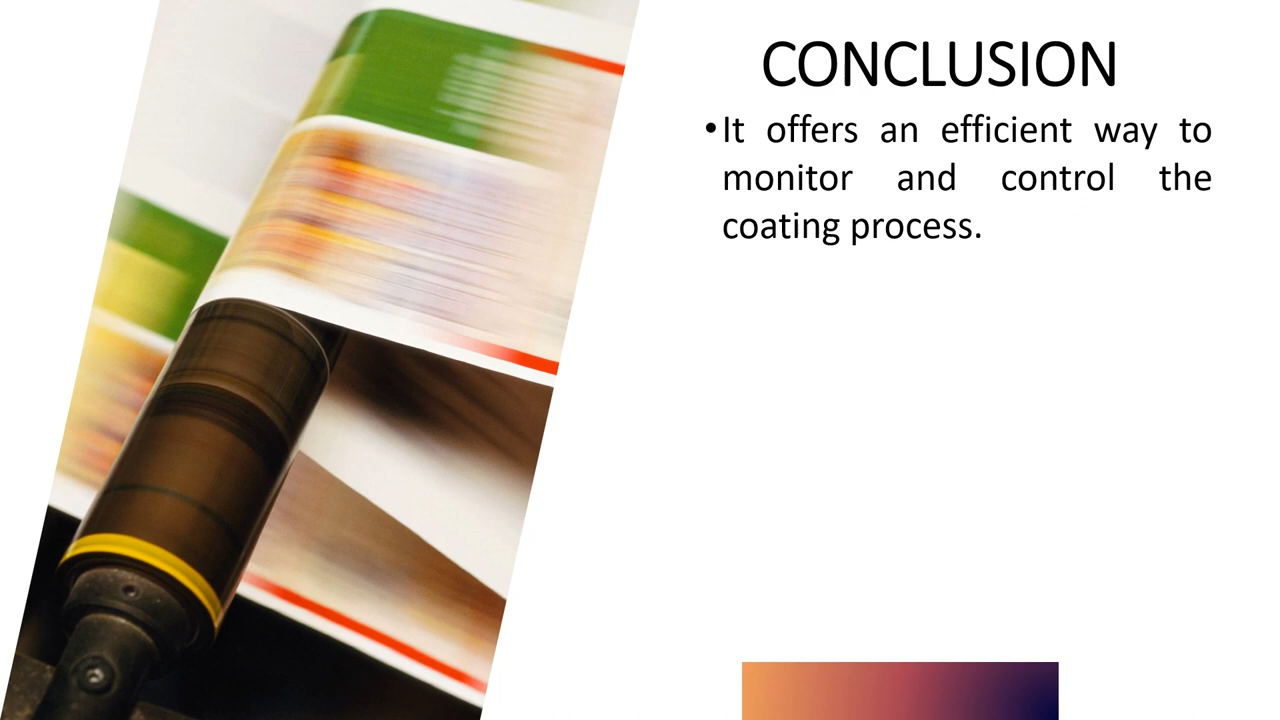 CONCLUSION
•It offers an efficient way to
monitor and control the
coating process.